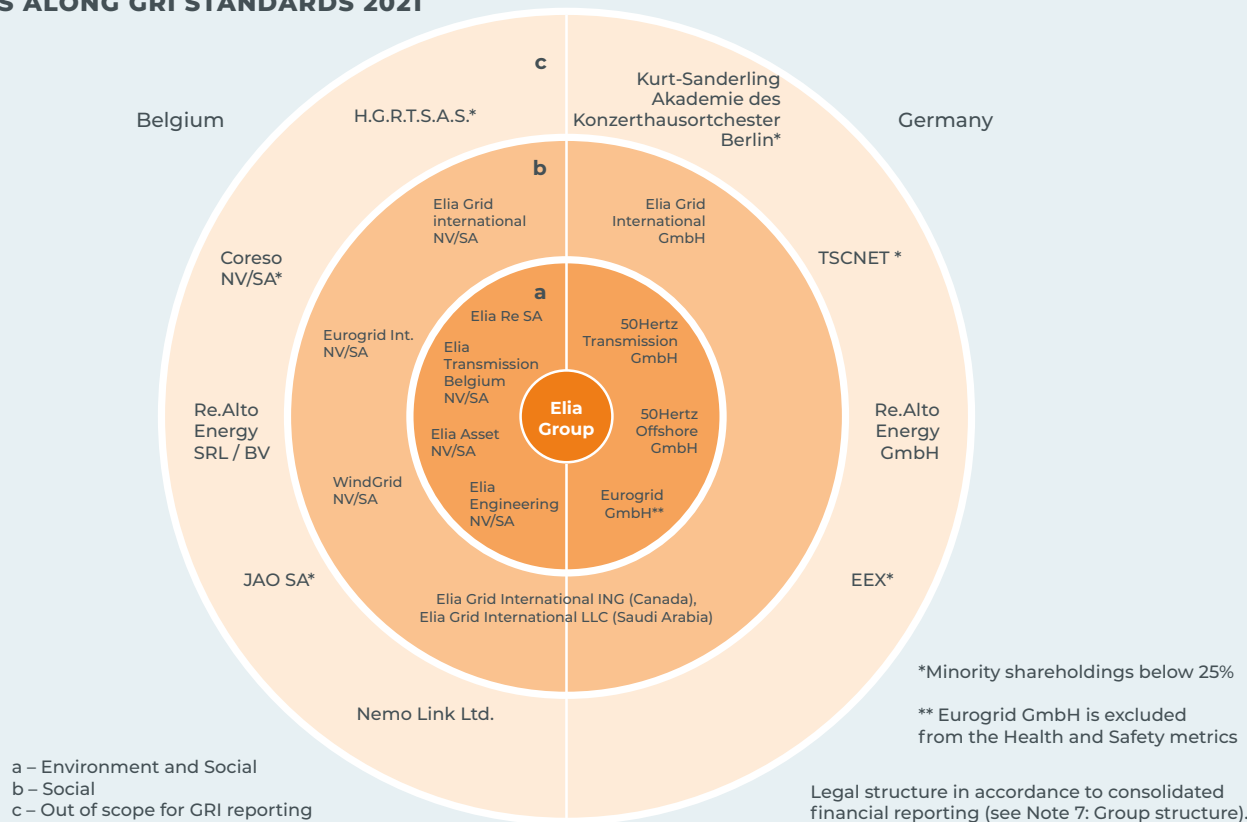 S ALONG GRI STANDARDS 2021
Belgium
Germany
c
H.G.R.T.S.A.S.*
Kurt-Sanderling
Akademie des
Konzerthausortchester
Berlin*
Coreso
NV/SA*
TSCNET *
Re.Alto
Energy
SRL / BV
Re.Alto
Energy
GmbH
JAO SA*
EEX*
Nemo Link Ltd.
b
Elia Grid
international
NV/SA
Elia Grid
International
GmbH
Eurogrid Int.
NV/SA
WindGrid
NV/SA
Elia Grid International ING (Canada),
Elia Grid International LLC (Saudi Arabia)
a
Elia Re SA
Elia
Transmission
Belgium
NV/SA
Elia Asset
NV/SA
Elia
Engineering
NV/SA
50Hertz
Transmission
GmbH
50Hertz
Offshore
GmbH
Eurogrid
GmbH**
Elia
Group
a – Environment and Social
b – Social
c – Out of scope for GRI reporting
*Minority shareholdings below 25%
** Eurogrid GmbH is excluded
from the Health and Safety metrics
Legal structure in accordance to consolidated
financial reporting (see Note 7: Group structure).